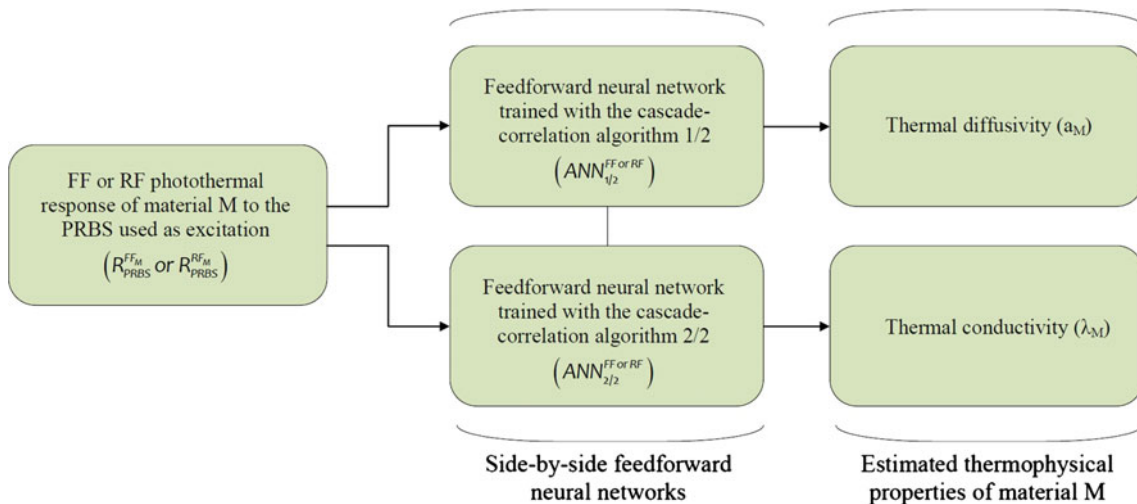 FF or RF photothermal
response of material M to the
PRBS used as excitation
(R_PRBS^FF_M or R_PRBS^RF_M)
Feedforward neural network
trained with the cascade-
correlation algorithm 1/2
(ANN_1/2^FF or RF)
Thermal diffusivity (a_M)
Feedforward neural network
trained with the cascade-
correlation algorithm 2/2
(ANN_2/2^FF or RF)
Thermal conductivity (λ_M)
Side-by-side feedforward
neural networks
Estimated thermophysical
properties of material M